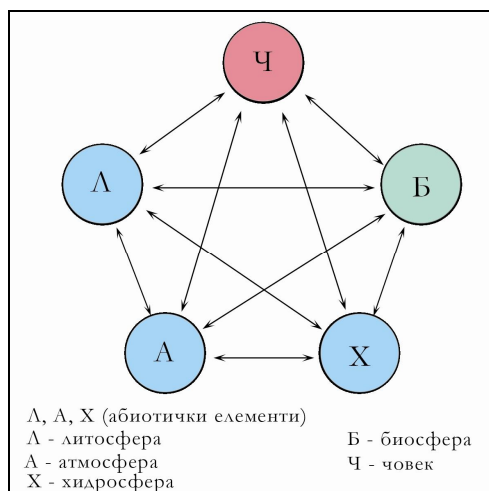 Ч
Л
Б
А
Х
Л, А, Х (абиотички елементи)
Л - литосфера
А - атмосфера
Х - хидросфера
Б - биосфера
Ч - човек